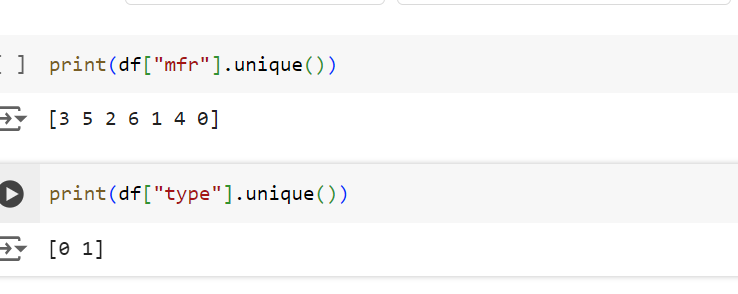 [ ] print(df["mfr"].unique())
[3 5 2 6 1 4 0]
print(df["type"].unique())
[0 1]